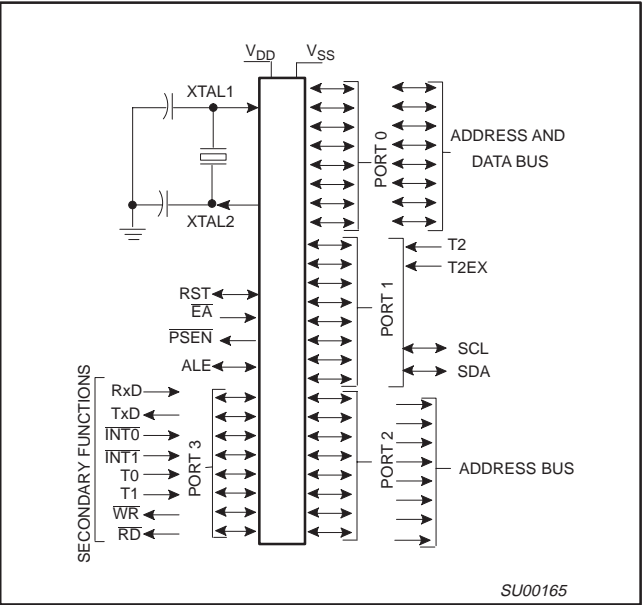 VDD
VSS
XTAL1
XTAL2
PORT 0
ADDRESS AND
DATA BUS
T2
T2EX
PORT 1
SCL
SDA
RST
EA
PSEN
ALE
SECONDARY FUNCTIONS
RxD
TxD
INT0
INT1
T0
T1
WR
RD
PORT 3
PORT 2
ADDRESS BUS
SU00165